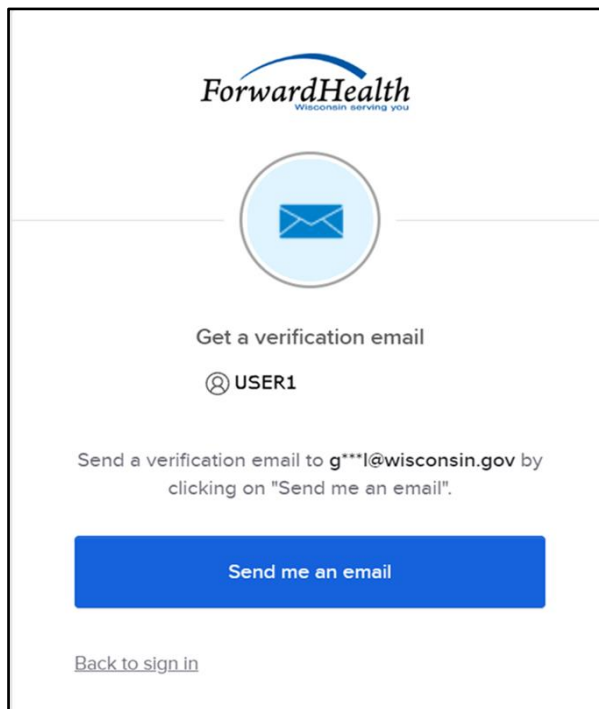 ForwardHealth
Wisconsin serving you
Get a verification email
USER1
Send a verification email to g***l@wisconsin.gov by
clicking on "Send me an email".
Send me an email
Back to sign in